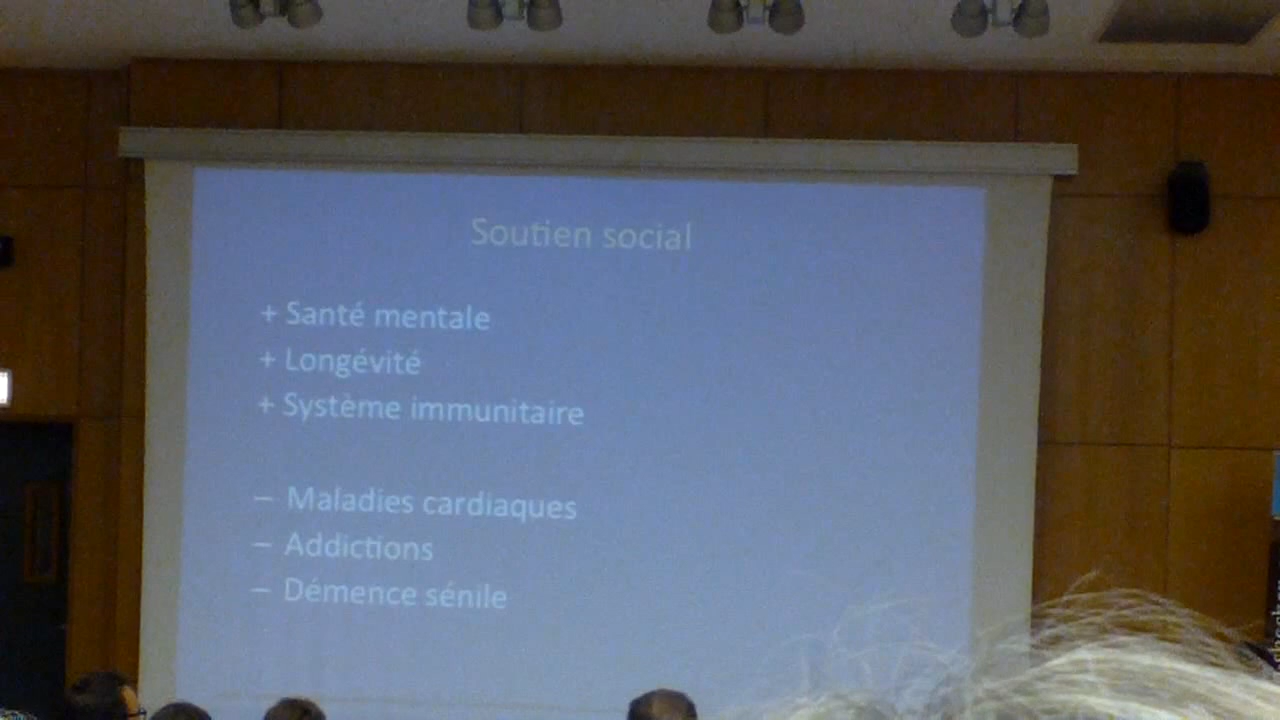 Soutien social
+ Santé mentale
+ Longévité
+ Système immunitaire
– Maladies cardiaques
– Addictions
– Démence sénile